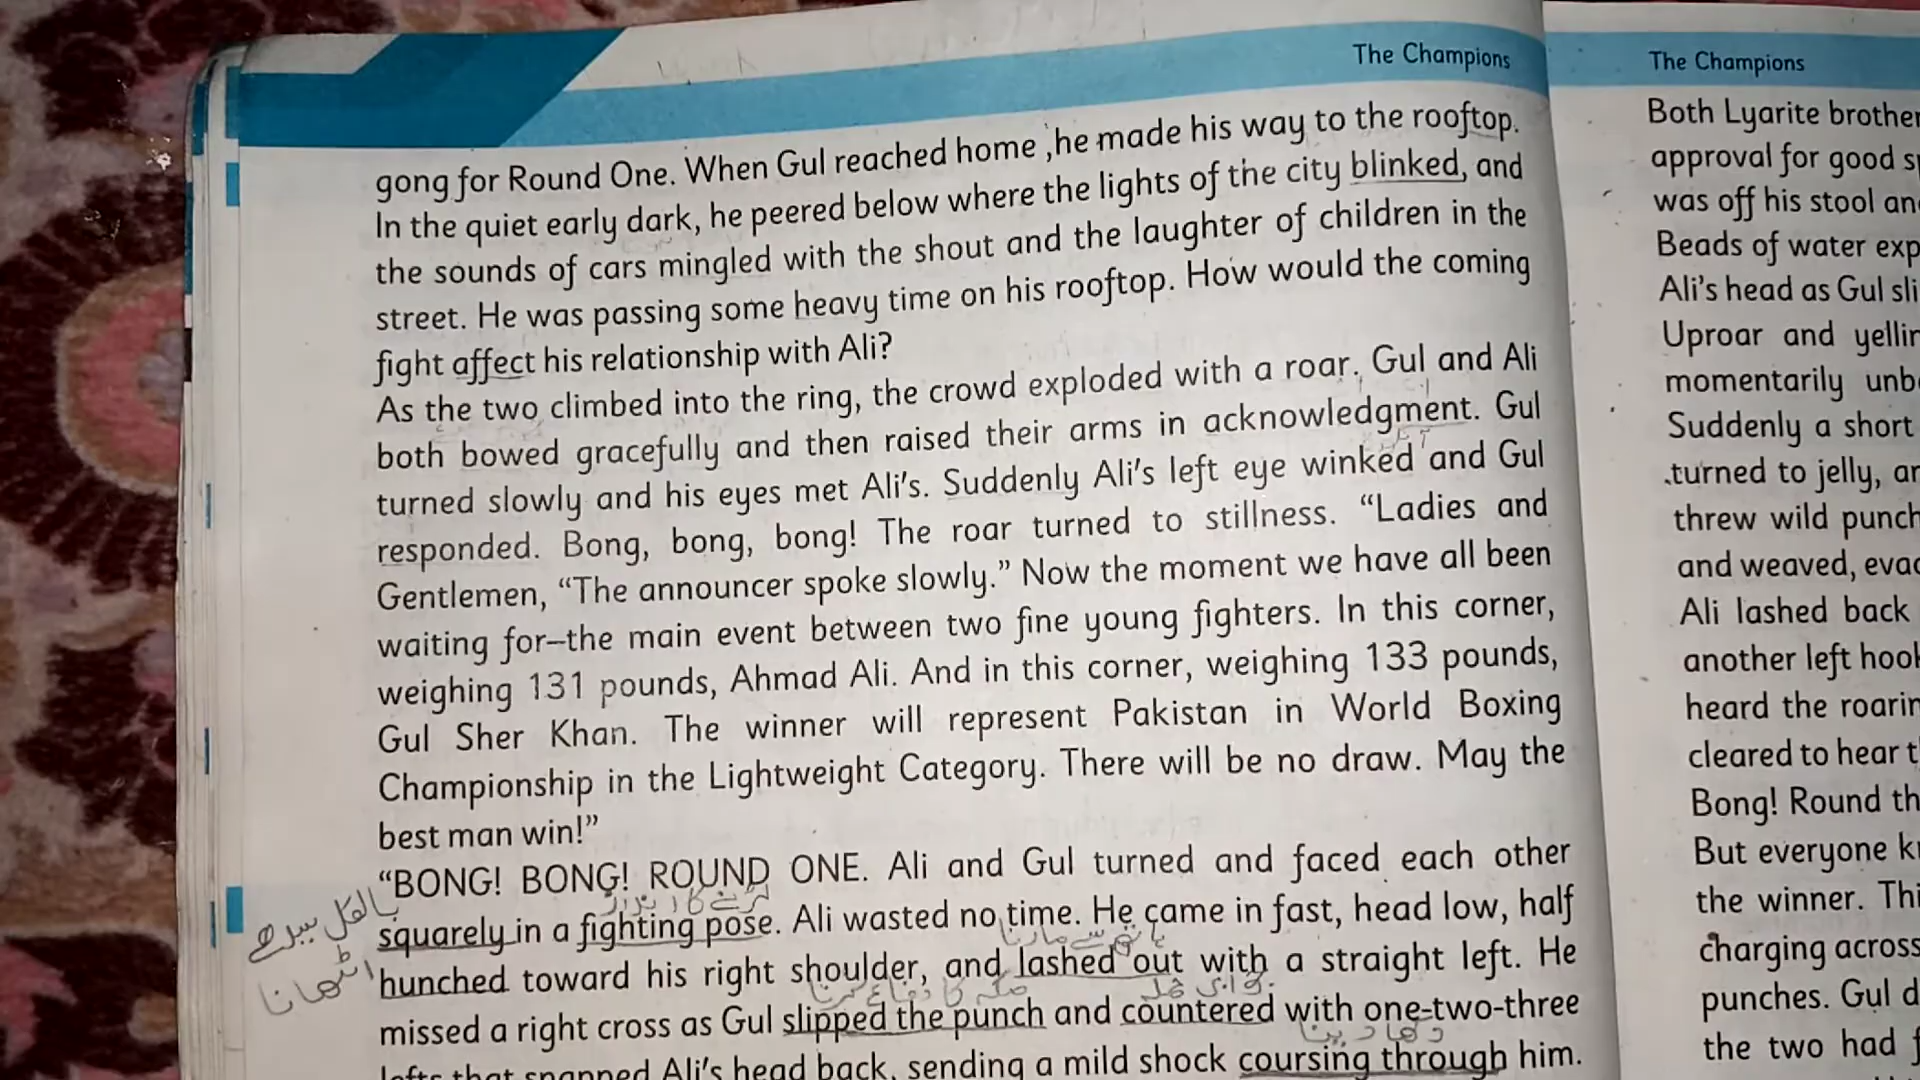 The Champions
gong for Round One. When Gul reached home ,he made his way to the rooftop.
In the quiet early dark, he peered below where the lights of the city blinked, and
the sounds of cars mingled with the shout and the laughter of children in the
street. He was passing some heavy time on his rooftop. How would the coming
fight affect his relationship with Ali?
As the two climbed into the ring, the crowd exploded with a roar. Gul and Ali
both bowed gracefully and then raised their arms in acknowledgment. Gul
turned slowly and his eyes met Ali's. Suddenly Ali's left eye winked and Gul
responded. Bong, bong, bong! The roar turned to stillness. “Ladies and
Gentlemen, “The announcer spoke slowly.” Now the moment we have all been
waiting for–the main event between two fine young fighters. In this corner,
weighing 131 pounds, Ahmad Ali. And in this corner, weighing 133 pounds,
Gul Sher Khan. The winner will represent Pakistan in World Boxing
Championship in the Lightweight Category. There will be no draw. May the
best man win!”
“BONG! BONG! ROUND ONE. Ali and Gul turned and faced each other
squarely in a fighting pose. Ali wasted no time. He came in fast, head low, half
hunched toward his right shoulder, and lashed out with a straight left. He
missed a right cross as Gul slipped the punch and countered with one-two-three
lefts that snapped Ali's head back, sending a mild shock coursing through him.
بالکل سیدھے
اٹھانا
The Champions
Both Lyarite
approval for good
was off his stool
Beads of water
Ali's head as Gul
Uproar and
momentarily
Suddenly a short
turned to jelly,
threw wild
and weaved,
Ali lashed back
another left
heard the
cleared to hear
Bong! Round
But everyone
the winner.
charging across
punches. Gul
the two had